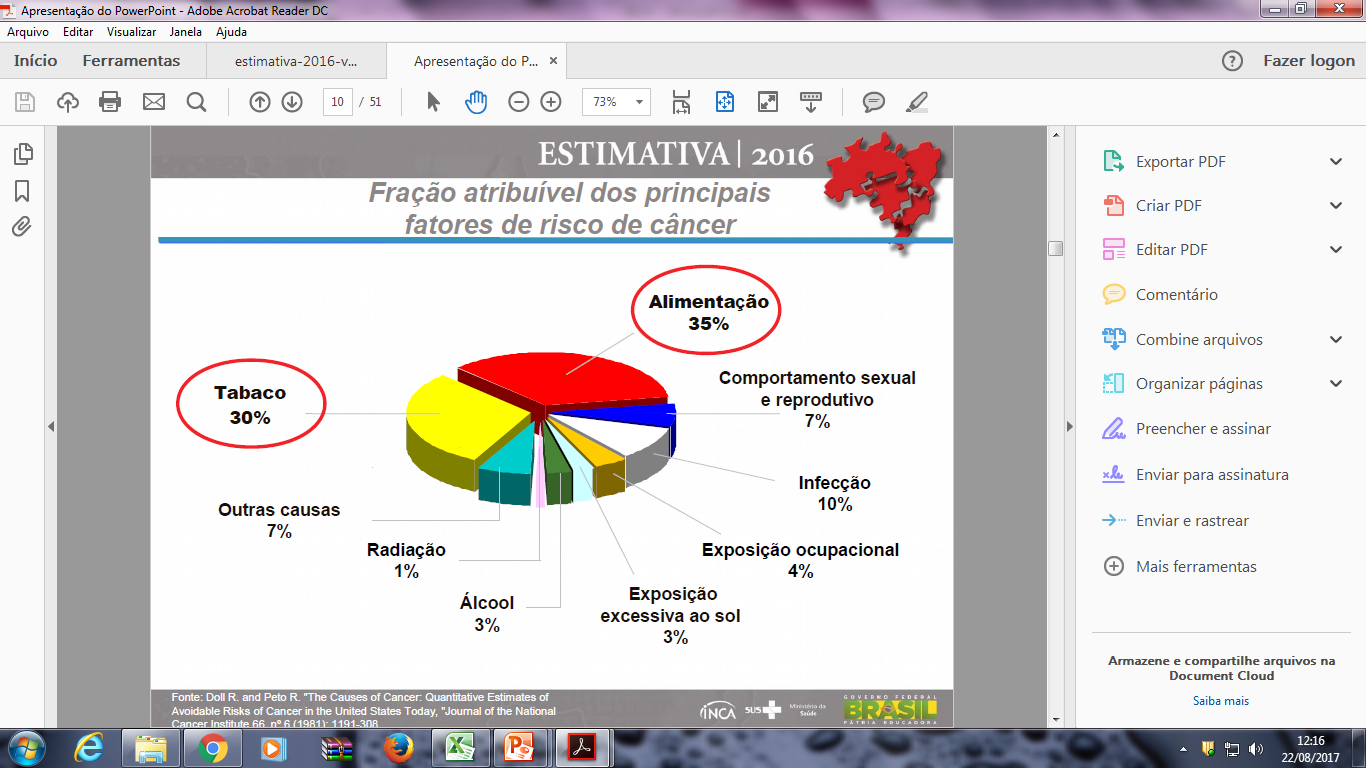 Apresentação do PowerPoint - Adobe Acrobat Reader DC
Arquivo Editar Visualizar Janela Ajuda
Início Ferramentas estimativa-2016-v... Apresentação do P... × Fazer logon
10 / 51 73%
ESTIMATIVA | 2016
Fração atribuível dos principais
fatores de risco de câncer
Alimentação
35%
Tabaco
30%
Comportamento sexual
e reprodutivo
7%
Infecção
10%
Outras causas
7%
Radiação
1%
Exposição ocupacional
4%
Álcool
3%
Exposição
excessiva ao sol
3%
Fonte: Doll R. and Peto R. "The Causes of Cancer: Quantitative Estimates of
Avoidable Risks of Cancer in the United States Today, "Journal of the National
Cancer Institute 66, nº 6 (1981): 1191-308
INCA
SUS
Ministério da
Saúde
GOVERNO FEDERAL
BRASIL
PÁTRIA EDUCADORA
Exportar PDF
Criar PDF
Editar PDF
Comentário
Combine arquivos
Organizar páginas
Preencher e assinar
Enviar para assinatura
Enviar e rastrear
Mais ferramentas
Armazene e compartilhe arquivos na
Document Cloud
Saiba mais
12:16
22/08/2017